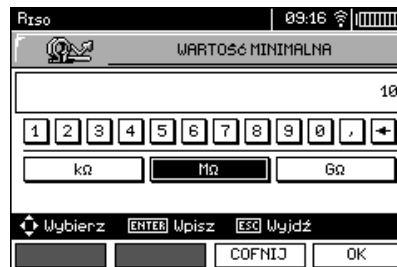 RISO 09:16
WARTOŚĆ MINIMALNA
10
1 2 3 4 5 6 7 8 9 0 ,
kΩ MΩ GΩ
Wybierz ENTER Wpisz ESC Wyjdź
COFNIJ OK